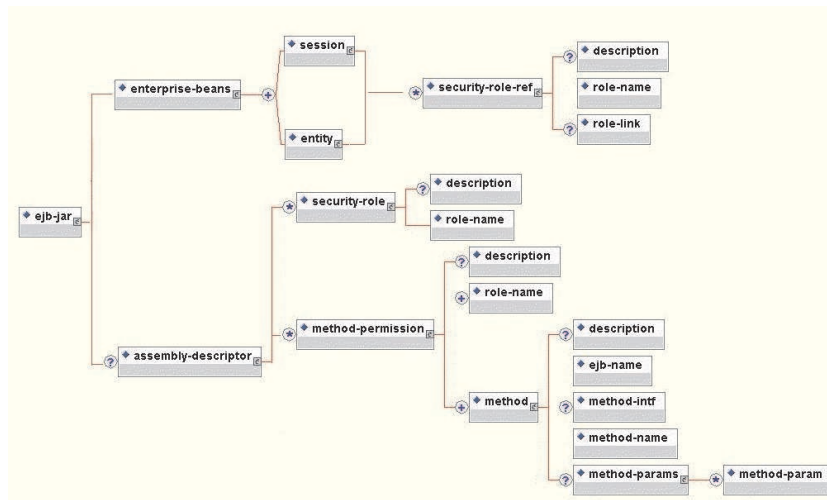 session
description
enterprise-beans
security-role-ref
role-name
entity
role-link
description
security-role
ejb-jar
role-name
description
role-name
method-permission
description
assembly-descriptor
ejb-name
method
method-intf
method-name
method-params
method-param